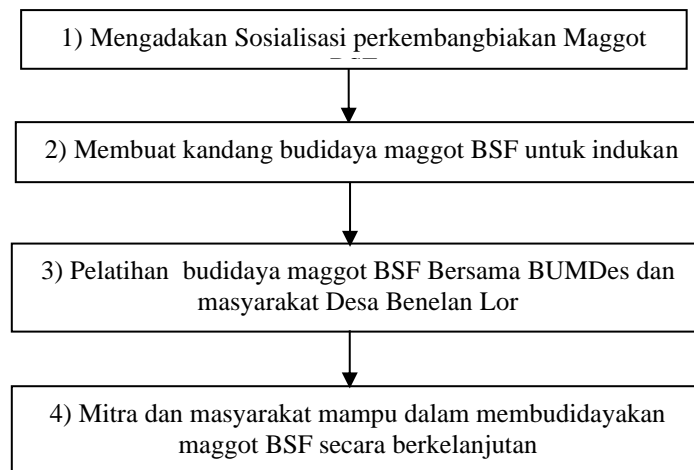 1) Mengadakan Sosialisasi perkembangbiakan Maggot
2) Membuat kandang budidaya maggot BSF untuk indukan
3) Pelatihan  budidaya maggot BSF Bersama BUMDes dan
masyarakat Desa Benelan Lor
4) Mitra dan masyarakat mampu dalam membudidayakan
maggot BSF secara berkelanjutan